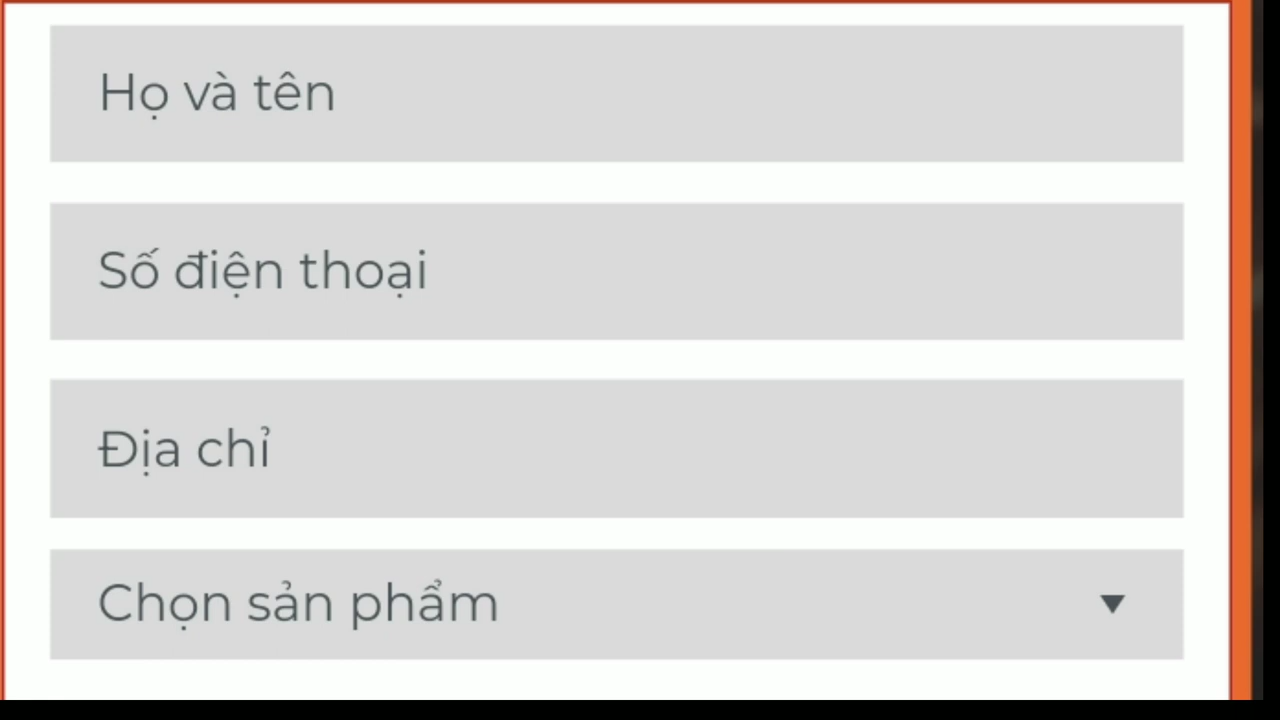 Họ và tên
Số điện thoại
Địa chỉ
Chọn sản phẩm